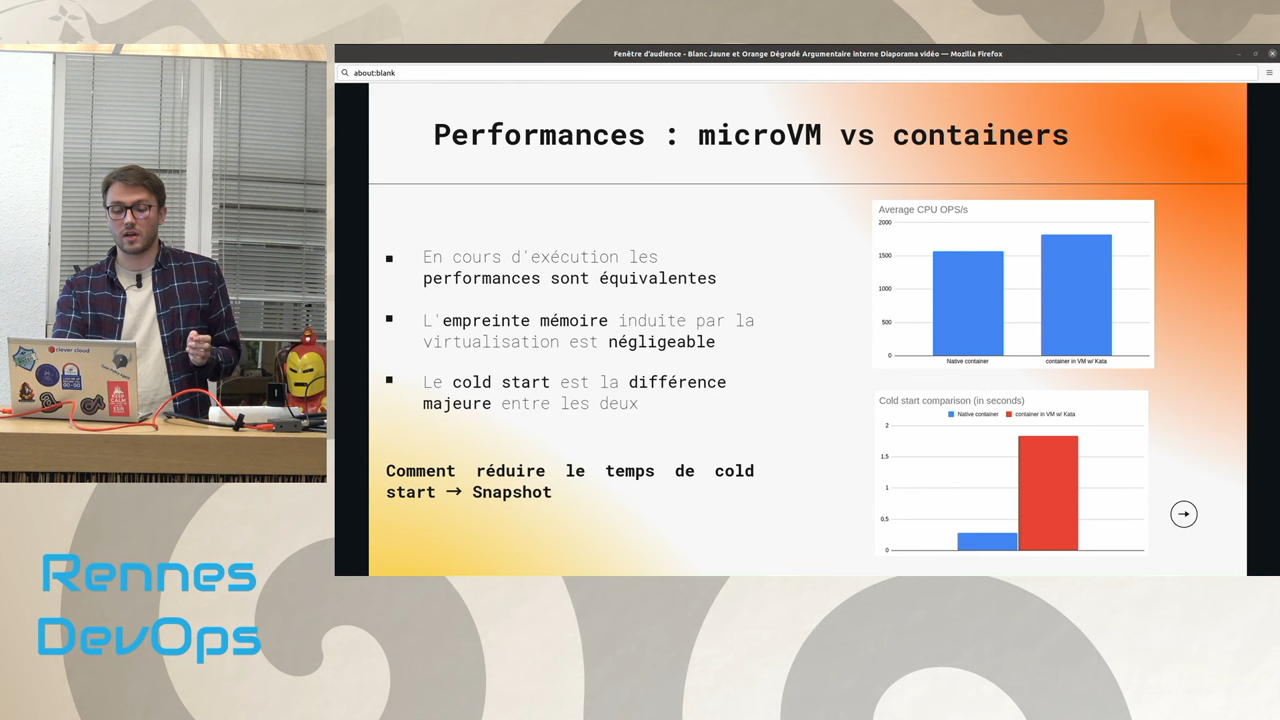 Fenêtre d'audience - Blanc Jaune et Orange Dégradé Argumentaire interne Diaporama vidéo — Mozilla Firefox
about:blank
Performances : microVM vs containers
En cours d'exécution les
performances sont équivalentes
L'empreinte mémoire induite par la
virtualisation est négligeable
Le cold start est la différence
majeure entre les deux
Comment réduire le temps de cold
start → Snapshot
Average CPU OPS/s
2000
1500
1000
500
0
Native container
container in VM w/ Kata
Cold start comparison (in seconds)
Native container
container in VM w/ Kata
2
1,5
1
0,5
0
clever cloud
KEEP
CALM
Rennes
DevOps